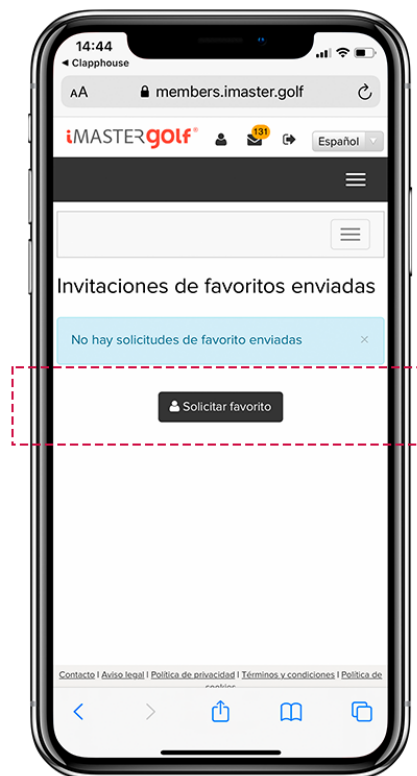 14:44
◀ Clapphouse
AA members.imaster.golf
iMASTERgolf®
131
Español
Invitaciones de favoritos enviadas
No hay solicitudes de favorito enviadas ×
Solicitar favorito
Contacto | Aviso legal | Política de privacidad | Términos y condiciones | Política de
cookies